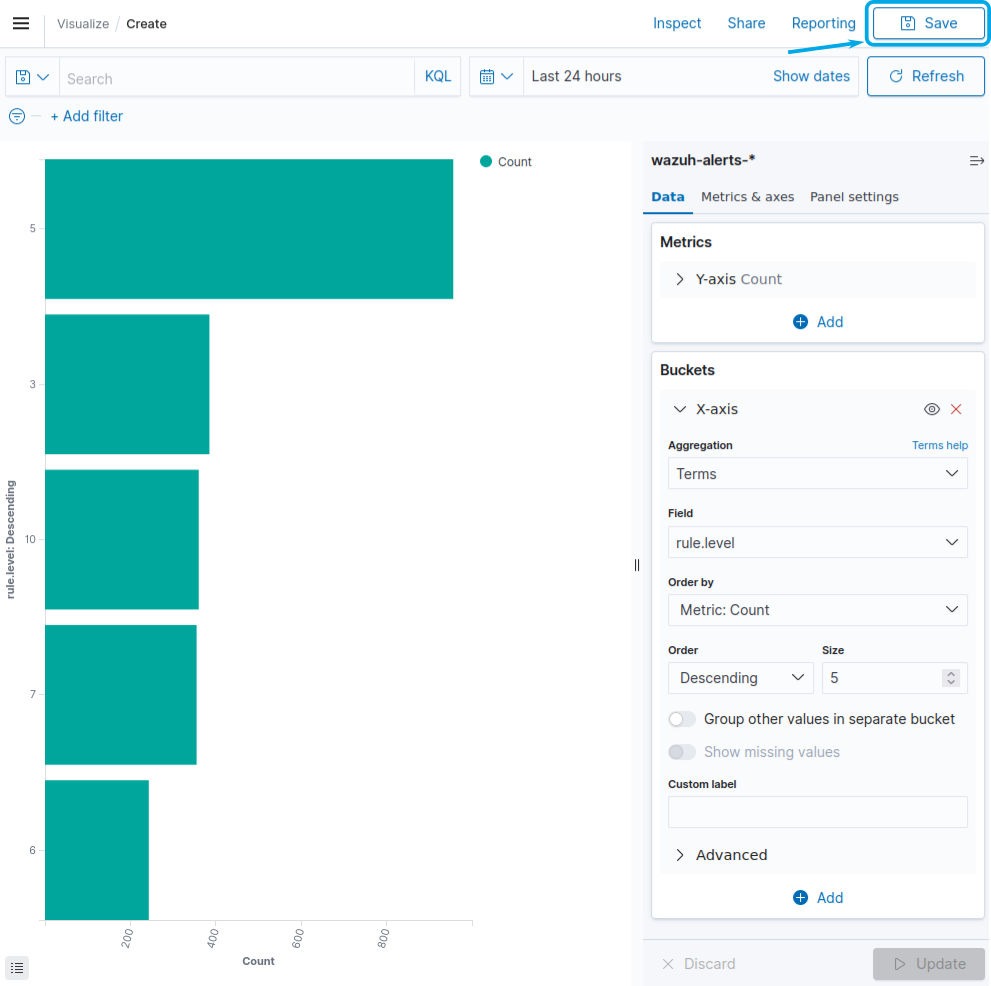 Visualize / Create
Inspect Share Reporting Save
Search KQL Last 24 hours Show dates Refresh
+ Add filter
Count
5
3
10
7
6
rule.level: Descending
200 400 600 800
Count
wazuh-alerts-*
Data Metrics & axes Panel settings
Metrics
Y-axis Count
Add
Buckets
X-axis
Aggregation Terms help
Terms
Field
rule.level
Order by
Metric: Count
Order Size
Descending 5
Group other values in separate bucket
Show missing values
Custom label
Advanced
Add
Discard Update